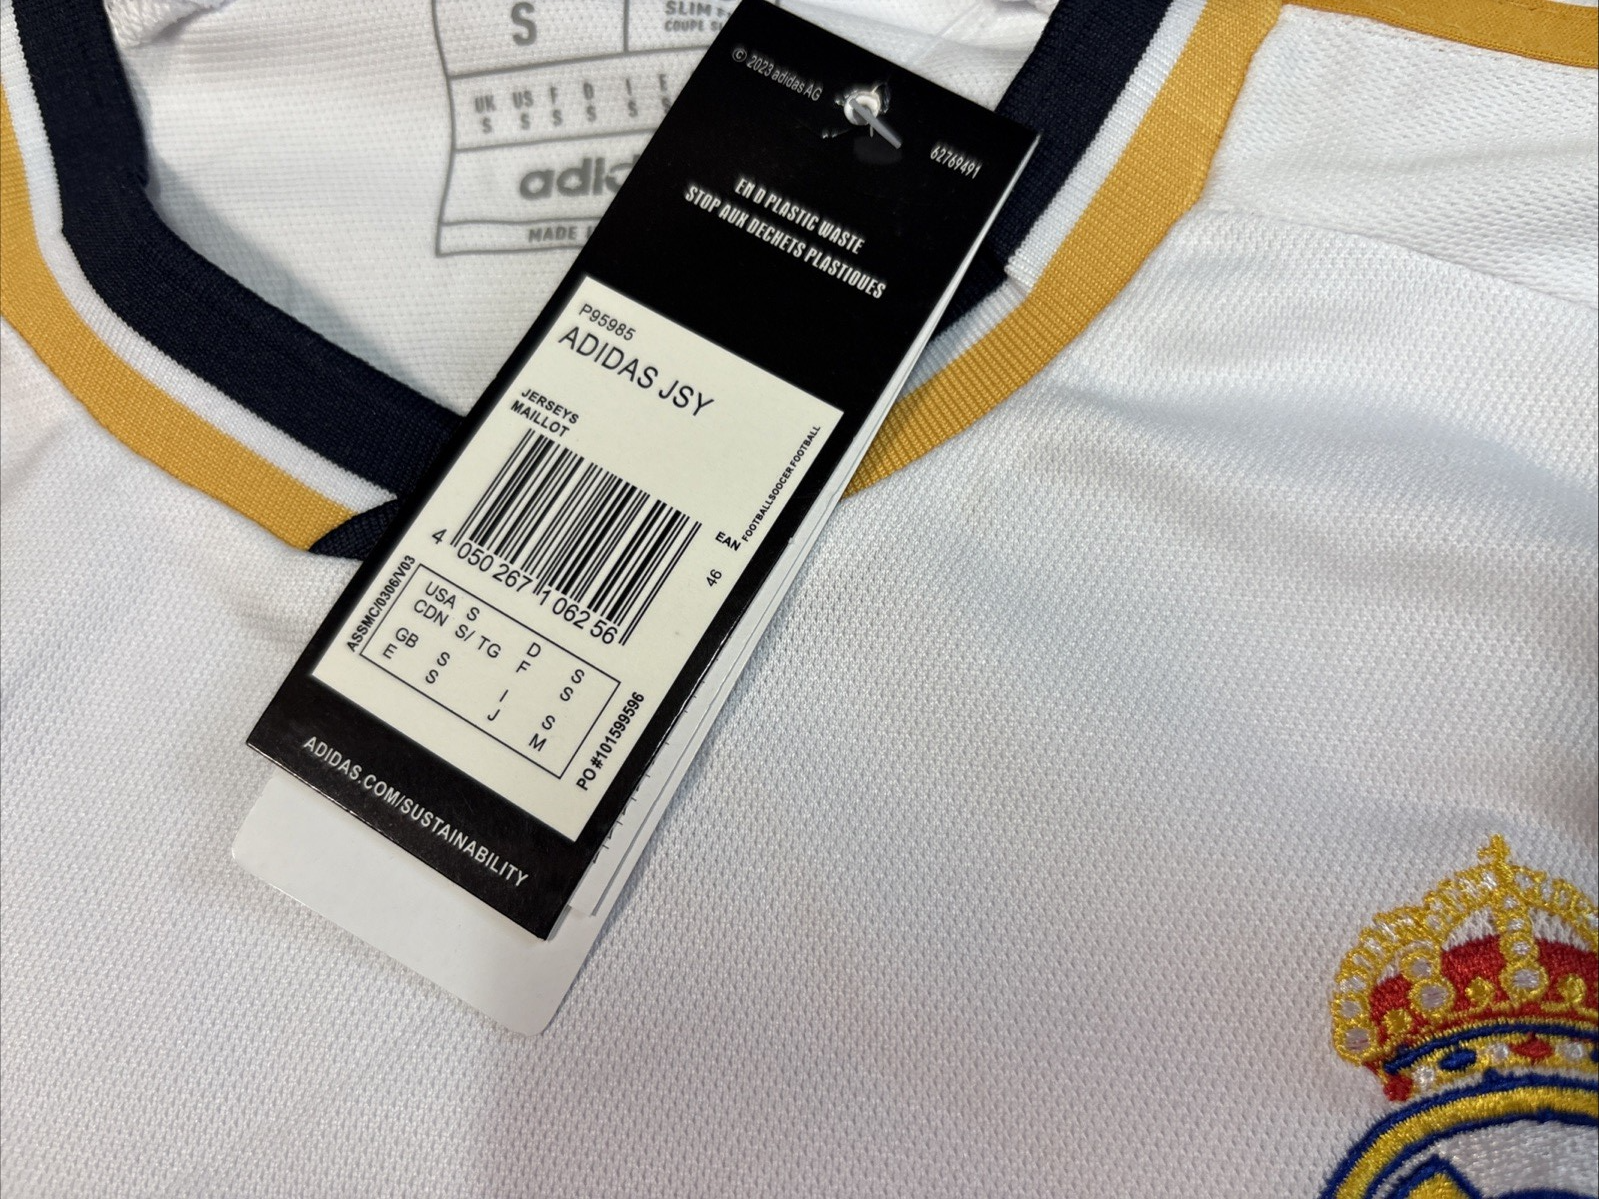 S
SLIM
COUPE
UK US F D I
S S S S S S
adi
MADE
© 2023 adidas AG
62769491
END PLASTIC WASTE
STOP AUX DECHETS PLASTIQUES
P95985
ADIDAS JSY
JERSEYS
MAILLOT
FOOTBALL/SOCCER FOOTBALL
EAN
46
4 050267 106256
ASSMC/0306/V03
USA S D S
CDN S/ TG F S
GB S I S
E S J M
PO #101599596
ADIDAS.COM/SUSTAINABILITY